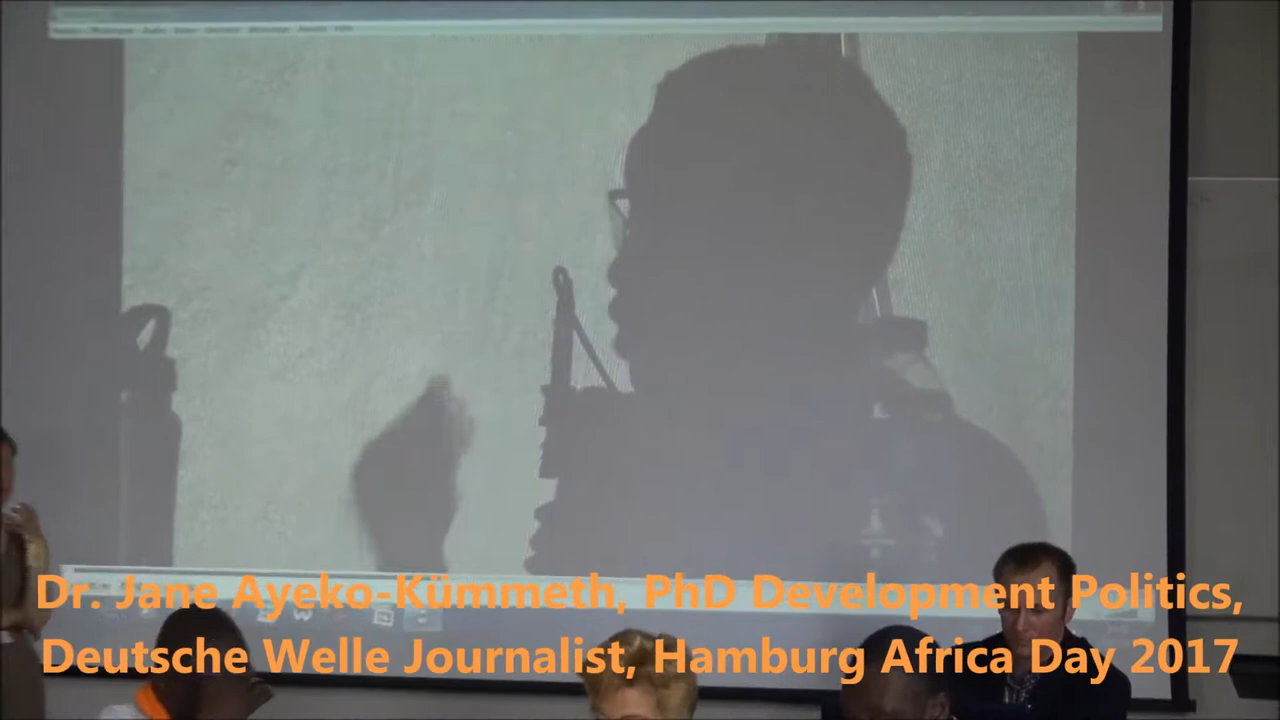 Dr. Jane Ayeko-Kümmeth, PhD Development Politics,
Deutsche Welle Journalist, Hamburg Africa Day 2017